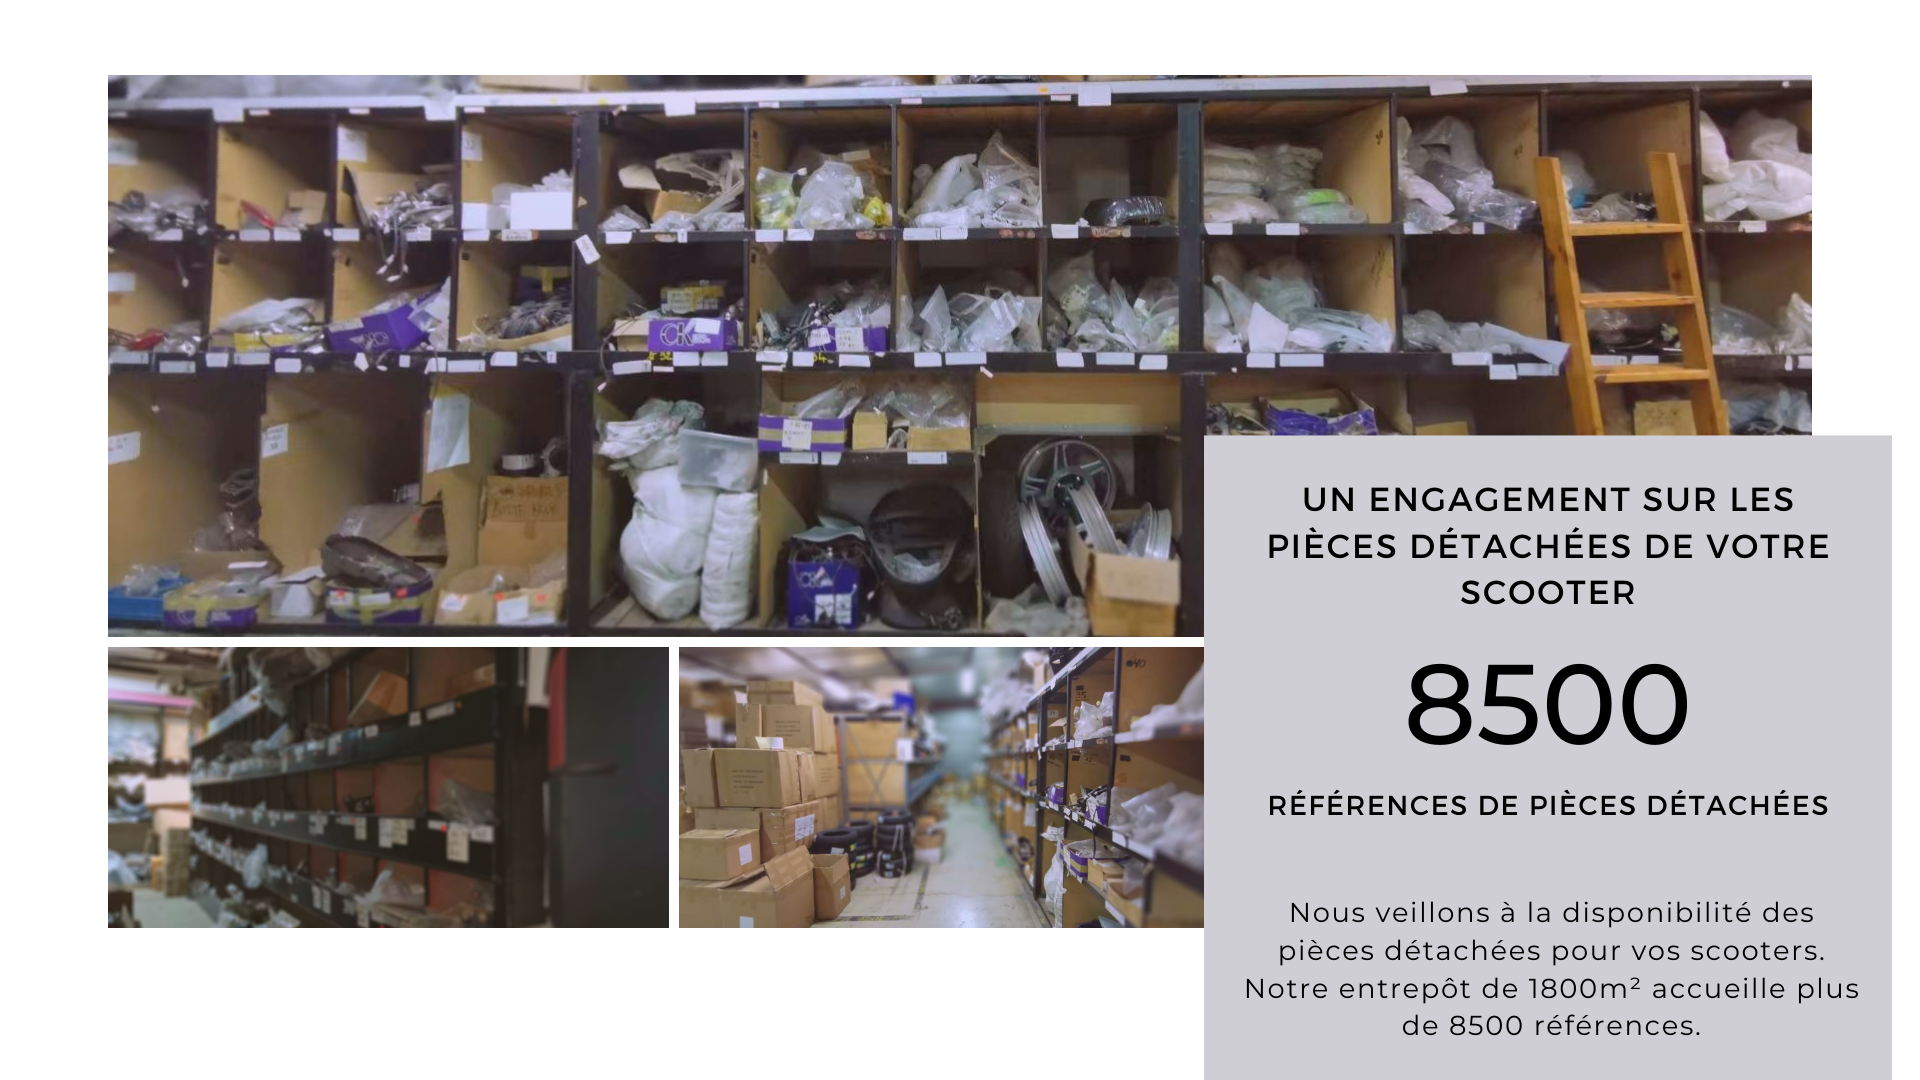 UN ENGAGEMENT SUR LES
PIÈCES DÉTACHÉES DE VOTRE
SCOOTER
8500
RÉFÉRENCES DE PIÈCES DÉTACHÉES
Nous veillons à la disponibilité des
pièces détachées pour vos scooters.
Notre entrepôt de 1800m² accueille plus
de 8500 références.